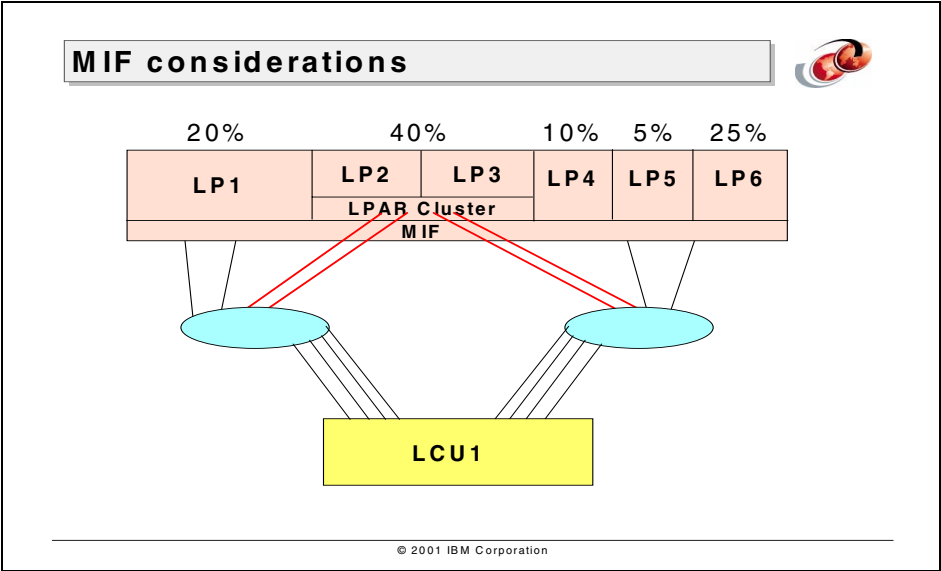 MIF considerations
20% 40% 10% 5% 25%
LP1 LP2 LP3 LP4 LP5 LP6
LPAR Cluster
MIF
LCU1
© 2001 IBM Corporation